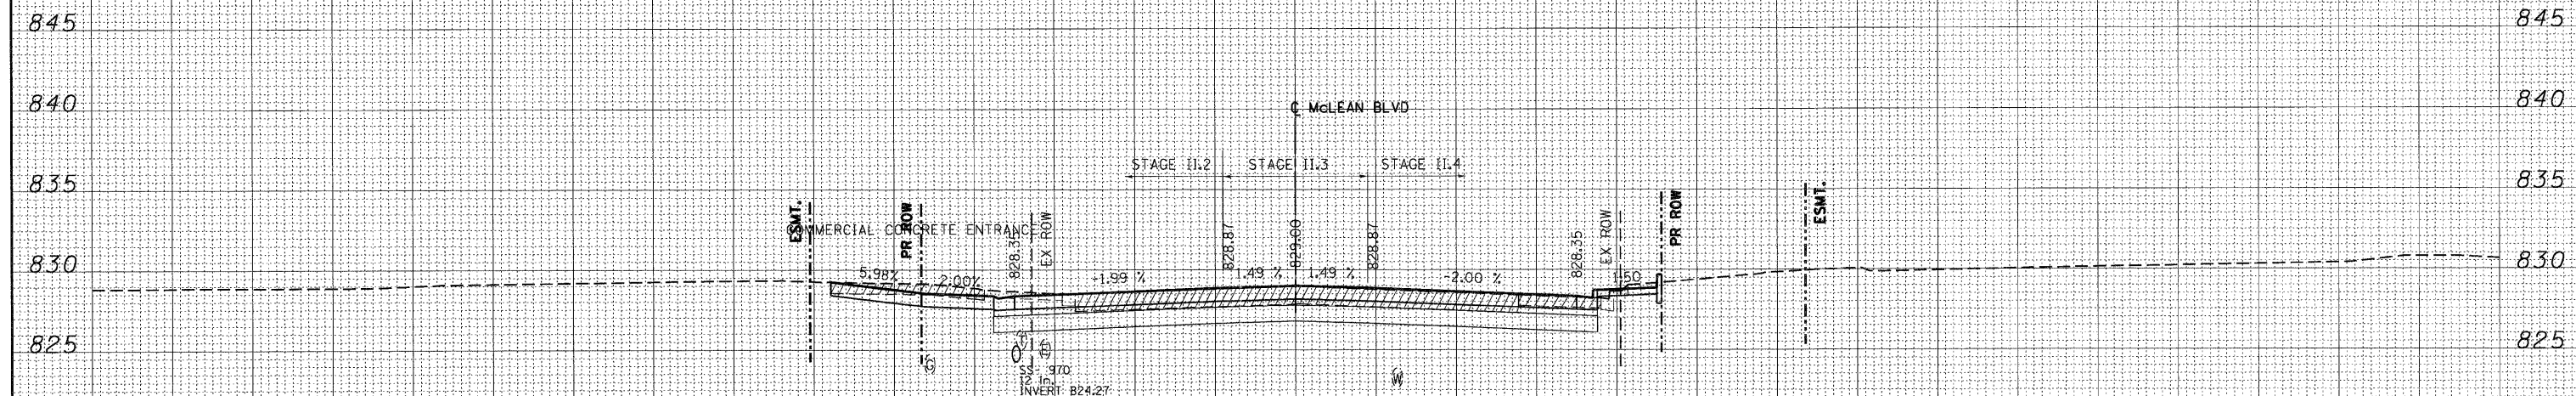 845
845
840
840
℄ McLEAN BLVD
STAGE II.2
STAGE II.3
STAGE II.4
835
835
ESMT.
PR ROW
COMMERCIAL CONCRETE ENTRANCE
828.35
EX ROW
828.87
829.00
828.87
828.35
EX ROW
PR ROW
ESMT.
830
830
5.98%
2.00%
-1.99 %
1.49 %
1.49 %
-2.00 %
1.50
825
825
G
W
SS- 970
12 In.
INVERT 824.27